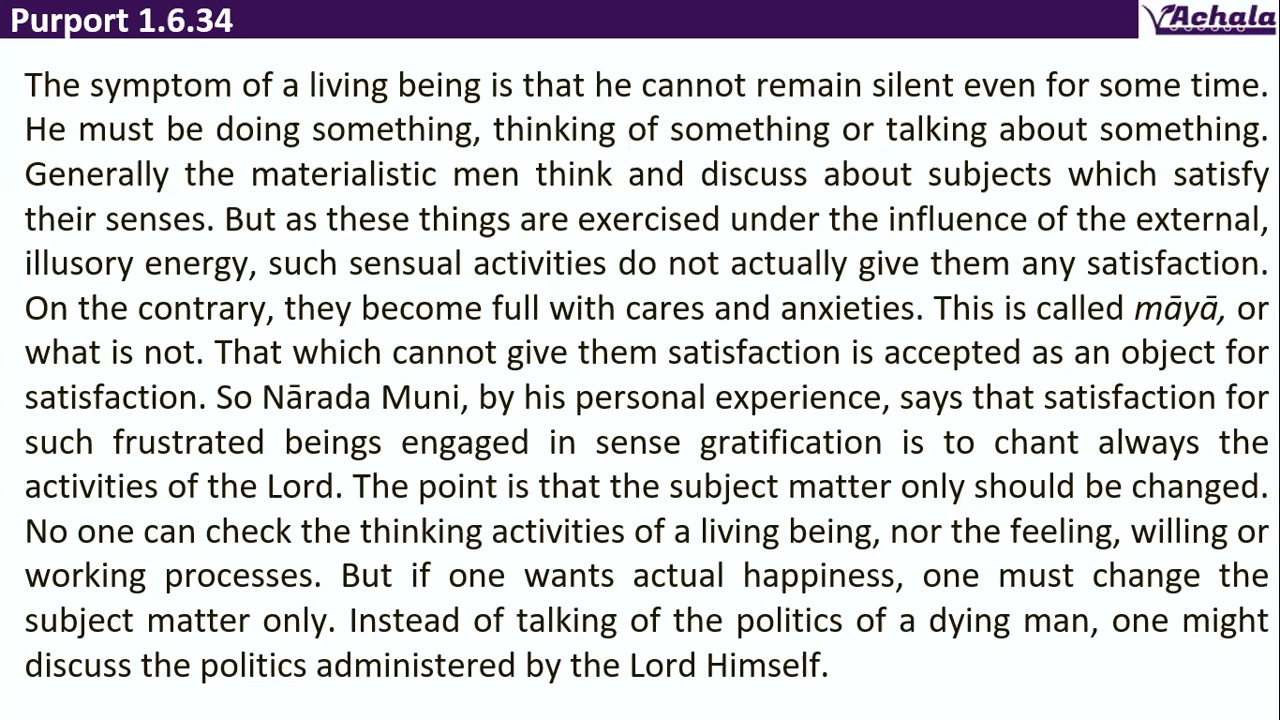 Purport 1.6.34
Achala
The symptom of a living being is that he cannot remain silent even for some time.
He must be doing something, thinking of something or talking about something.
Generally the materialistic men think and discuss about subjects which satisfy
their senses. But as these things are exercised under the influence of the external,
illusory energy, such sensual activities do not actually give them any satisfaction.
On the contrary, they become full with cares and anxieties. This is called māyā, or
what is not. That which cannot give them satisfaction is accepted as an object for
satisfaction. So Nārada Muni, by his personal experience, says that satisfaction for
such frustrated beings engaged in sense gratification is to chant always the
activities of the Lord. The point is that the subject matter only should be changed.
No one can check the thinking activities of a living being, nor the feeling, willing or
working processes. But if one wants actual happiness, one must change the
subject matter only. Instead of talking of the politics of a dying man, one might
discuss the politics administered by the Lord Himself.